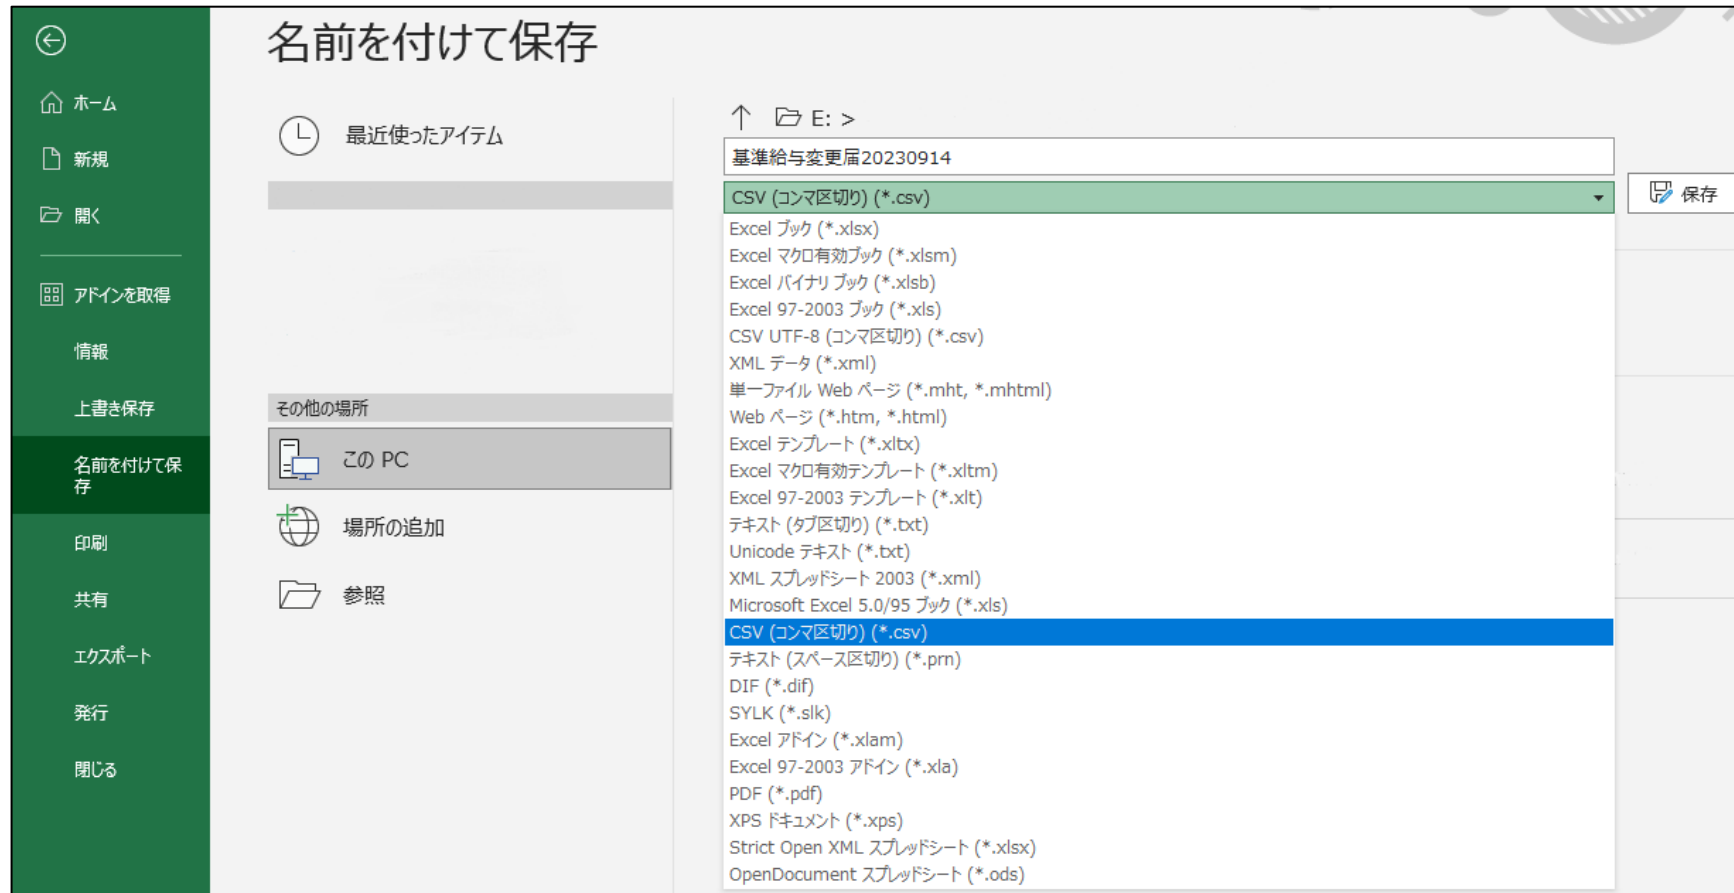 名前を付けて保存
ホーム
新規
開く
アドインを取得
情報
上書き保存
名前を付けて保
存
印刷
共有
エクスポート
発行
閉じる
最近使ったアイテム
その他の場所
この PC
場所の追加
参照
E: >
基準給与変更届20230914
CSV (コンマ区切り) (*.csv)
保存
Excel ブック (*.xlsx)
Excel マクロ有効ブック (*.xlsm)
Excel バイナリ ブック (*.xlsb)
Excel 97-2003 ブック (*.xls)
CSV UTF-8 (コンマ区切り) (*.csv)
XML データ (*.xml)
単一ファイル Web ページ (*.mht, *.mhtml)
Web ページ (*.htm, *.html)
Excel テンプレート (*.xltx)
Excel マクロ有効テンプレート (*.xltm)
Excel 97-2003 テンプレート (*.xlt)
テキスト (タブ区切り) (*.txt)
Unicode テキスト (*.txt)
XML スプレッドシート 2003 (*.xml)
Microsoft Excel 5.0/95 ブック (*.xls)
CSV (コンマ区切り) (*.csv)
テキスト (スペース区切り) (*.prn)
DIF (*.dif)
SYLK (*.slk)
Excel アドイン (*.xlam)
Excel 97-2003 アドイン (*.xla)
PDF (*.pdf)
XPS ドキュメント (*.xps)
Strict Open XML スプレッドシート (*.xlsx)
OpenDocument スプレッドシート (*.ods)